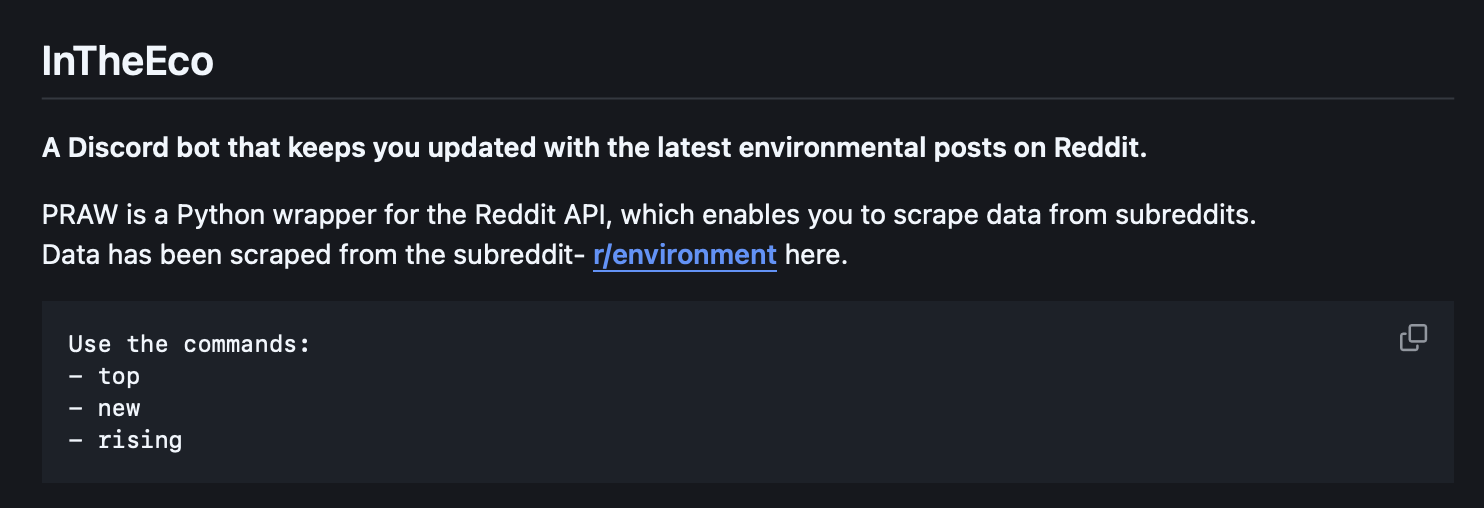 InTheEco
A Discord bot that keeps you updated with the latest environmental posts on Reddit.
PRAW is a Python wrapper for the Reddit API, which enables you to scrape data from subreddits.
Data has been scraped from the subreddit- r/environment here.
Use the commands:
- top
- new
- rising